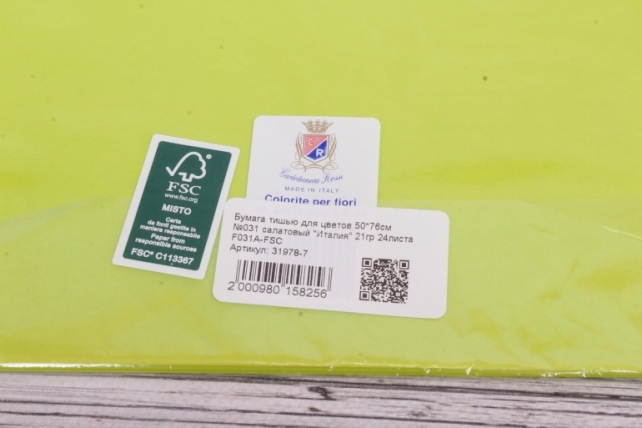 FSC
www.fsc.org
MISTO
Carta
da fonti gestite in
maniera responsabile
Paper from
responsible sources
FSC® C113367
C
R
Cartotecnica Rossi
MADE IN ITALY
Colorite per fiori
Бумага тишью для цветов 50*76см
№031 салатовый "Италия" 21гр 24листа
F031A-FSC
Артикул: 31978-7
2 000980 158256